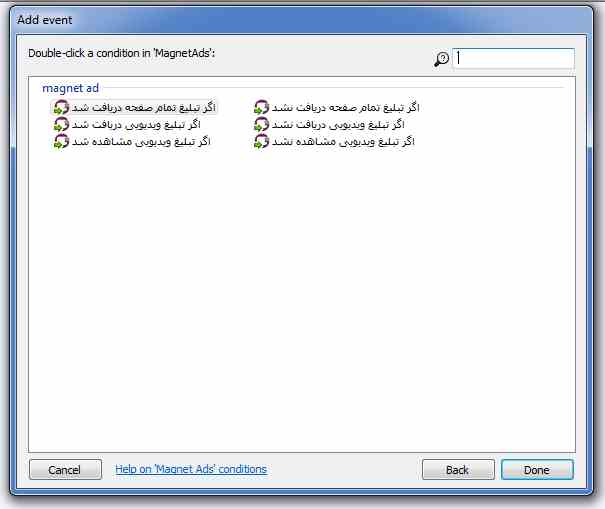 Add event
Double-click a condition in 'MagnetAds':
magnet ad
اگر تبلیغ تمام صفحه دریافت شد
اگر تبلیغ تمام صفحه دریافت نشد
اگر تبلیغ ویدیویی دریافت شد
اگر تبلیغ ویدیویی دریافت نشد
اگر تبلیغ ویدیویی مشاهده شد
اگر تبلیغ ویدیویی مشاهده نشد
Cancel
Help on 'Magnet Ads' conditions
Back
Done